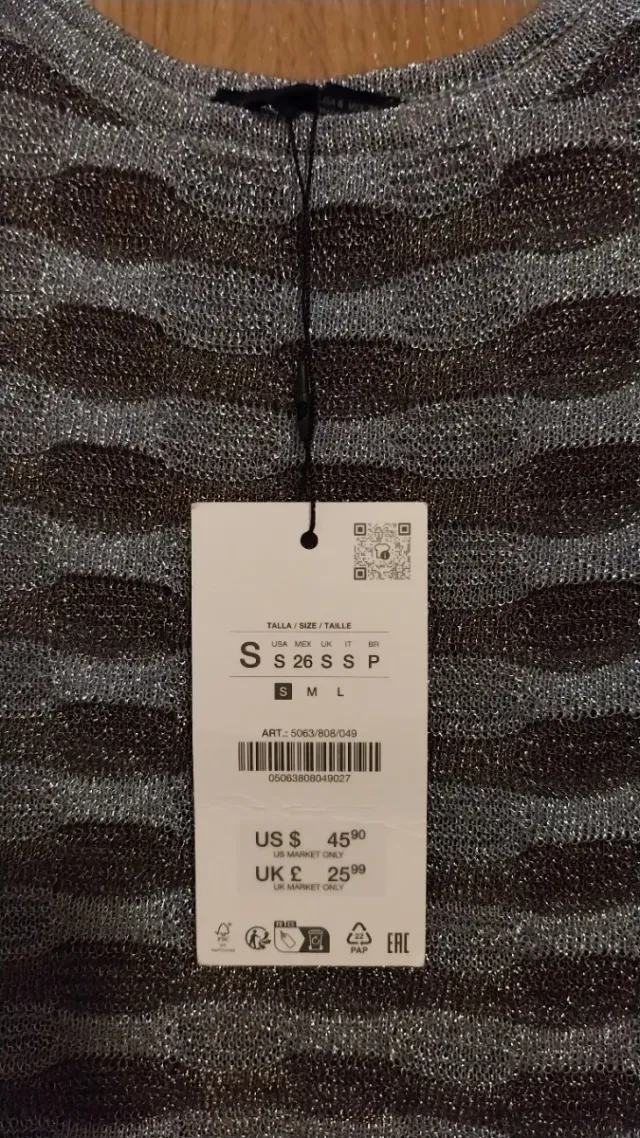 TALLA / SIZE / TAILLE
USA MEX UK IT BR
S S 26 S S P
S M L
ART.: 5063/808/049
05063808049027
US $ 45⁹⁰
US MARKET ONLY
UK £ 25⁹⁹
UK MARKET ONLY
FSC
22
PAP
EAC